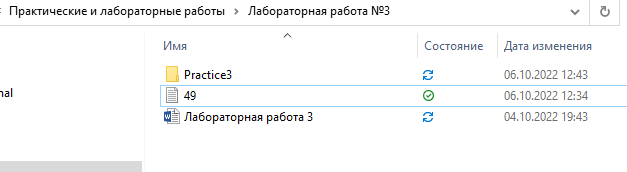 Практические и лабораторные работы › Лабораторная работа №3
Имя Состояние Дата изменения
Practice3 06.10.2022 12:43
nal
49 06.10.2022 12:34
Лабораторная работа 3 04.10.2022 19:43